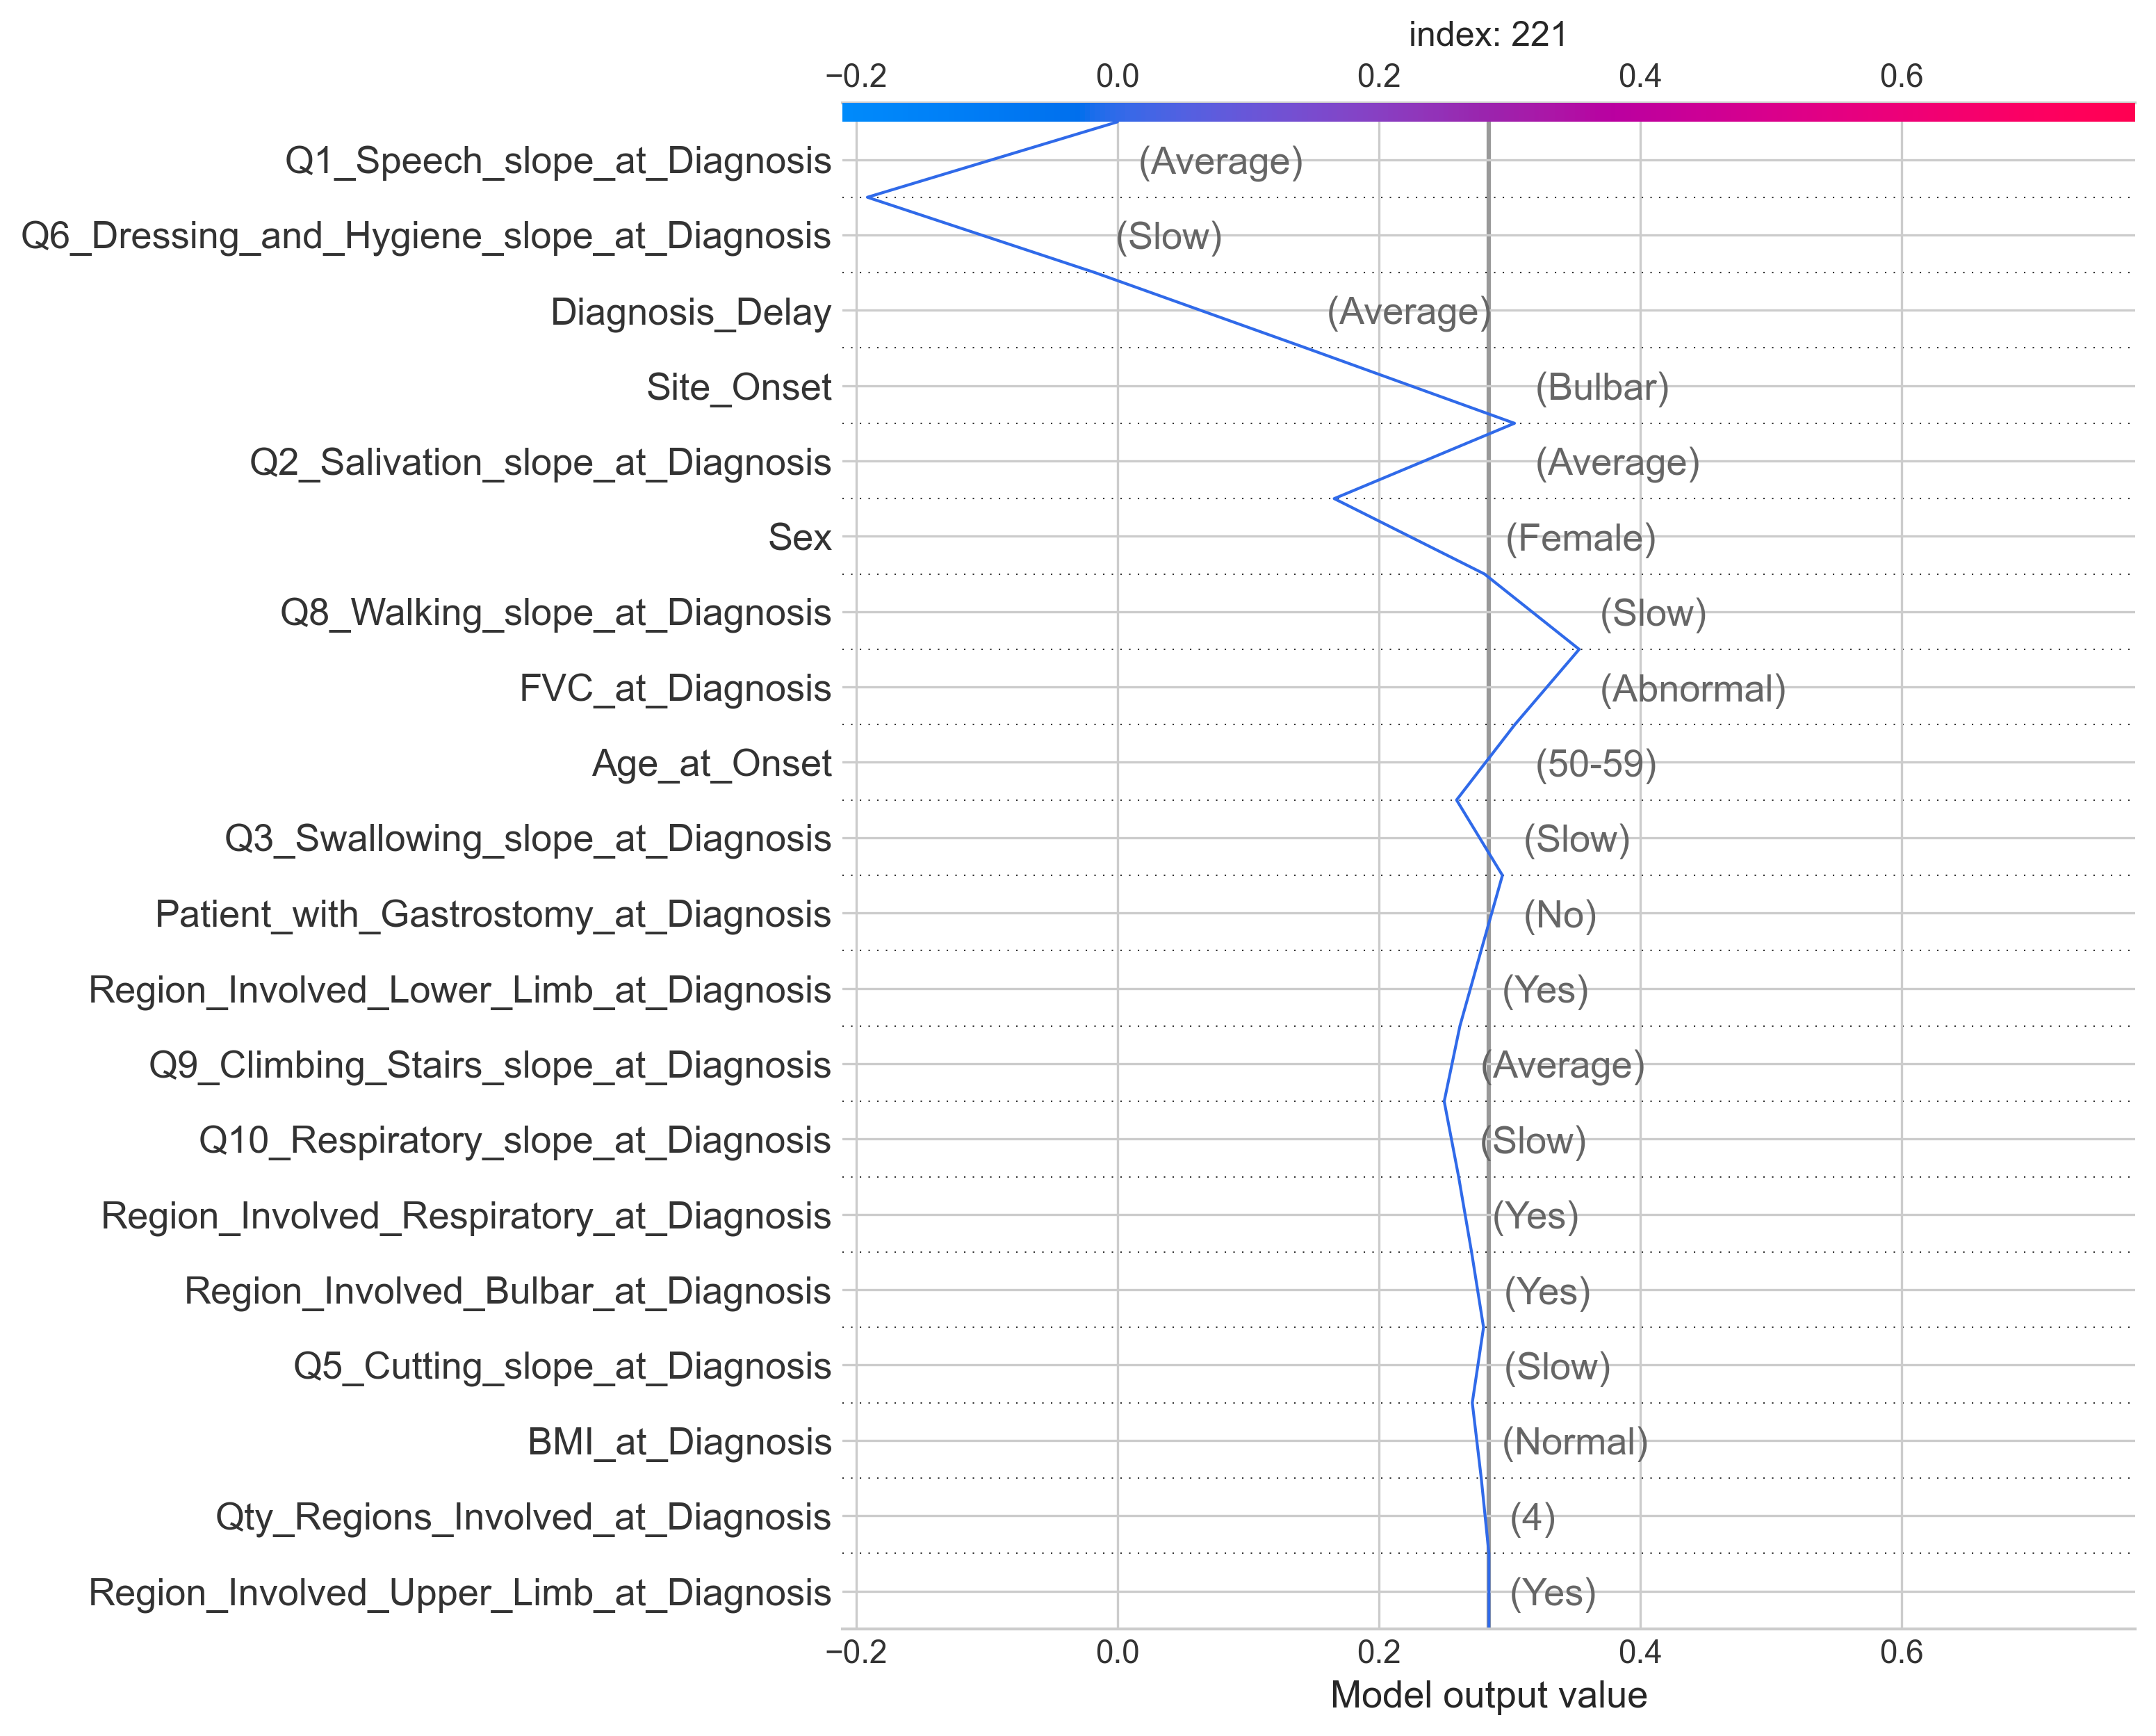 index: 221
−0.2 0.0 0.2 0.4 0.6
Q1_Speech_slope_at_Diagnosis (Average)
Q6_Dressing_and_Hygiene_slope_at_Diagnosis (Slow)
Diagnosis_Delay (Average)
Site_Onset (Bulbar)
Q2_Salivation_slope_at_Diagnosis (Average)
Sex (Female)
Q8_Walking_slope_at_Diagnosis (Slow)
FVC_at_Diagnosis (Abnormal)
Age_at_Onset (50-59)
Q3_Swallowing_slope_at_Diagnosis (Slow)
Patient_with_Gastrostomy_at_Diagnosis (No)
Region_Involved_Lower_Limb_at_Diagnosis (Yes)
Q9_Climbing_Stairs_slope_at_Diagnosis (Average)
Q10_Respiratory_slope_at_Diagnosis (Slow)
Region_Involved_Respiratory_at_Diagnosis (Yes)
Region_Involved_Bulbar_at_Diagnosis (Yes)
Q5_Cutting_slope_at_Diagnosis (Slow)
BMI_at_Diagnosis (Normal)
Qty_Regions_Involved_at_Diagnosis (4)
Region_Involved_Upper_Limb_at_Diagnosis (Yes)
−0.2 0.0 0.2 0.4 0.6
Model output value